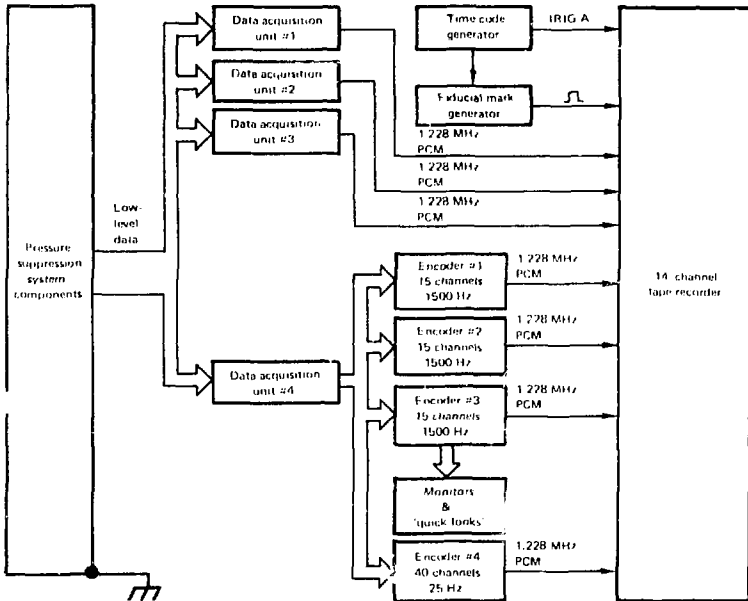 Pressure
suppression
system
components
Low-
level
data
Data acquisition
unit #1
Data acquisition
unit #2
Data acquisition
unit #3
Data acquisition
unit #4
Time code
generator
IRIG A
Fiducial mark
generator
1.228 MHz
PCM
1.228 MHz
PCM
1.228 MHz
PCM
Encoder #1
15 channels
1500 Hz
1.228 MHz
PCM
Encoder #2
15 channels
1500 Hz
1.228 MHz
PCM
Encoder #3
15 channels
1500 Hz
1.228 MHz
PCM
Monitors
&
'quick looks'
Encoder #4
40 channels
25 Hz
1.228 MHz
PCM
14 channel
tape recorder